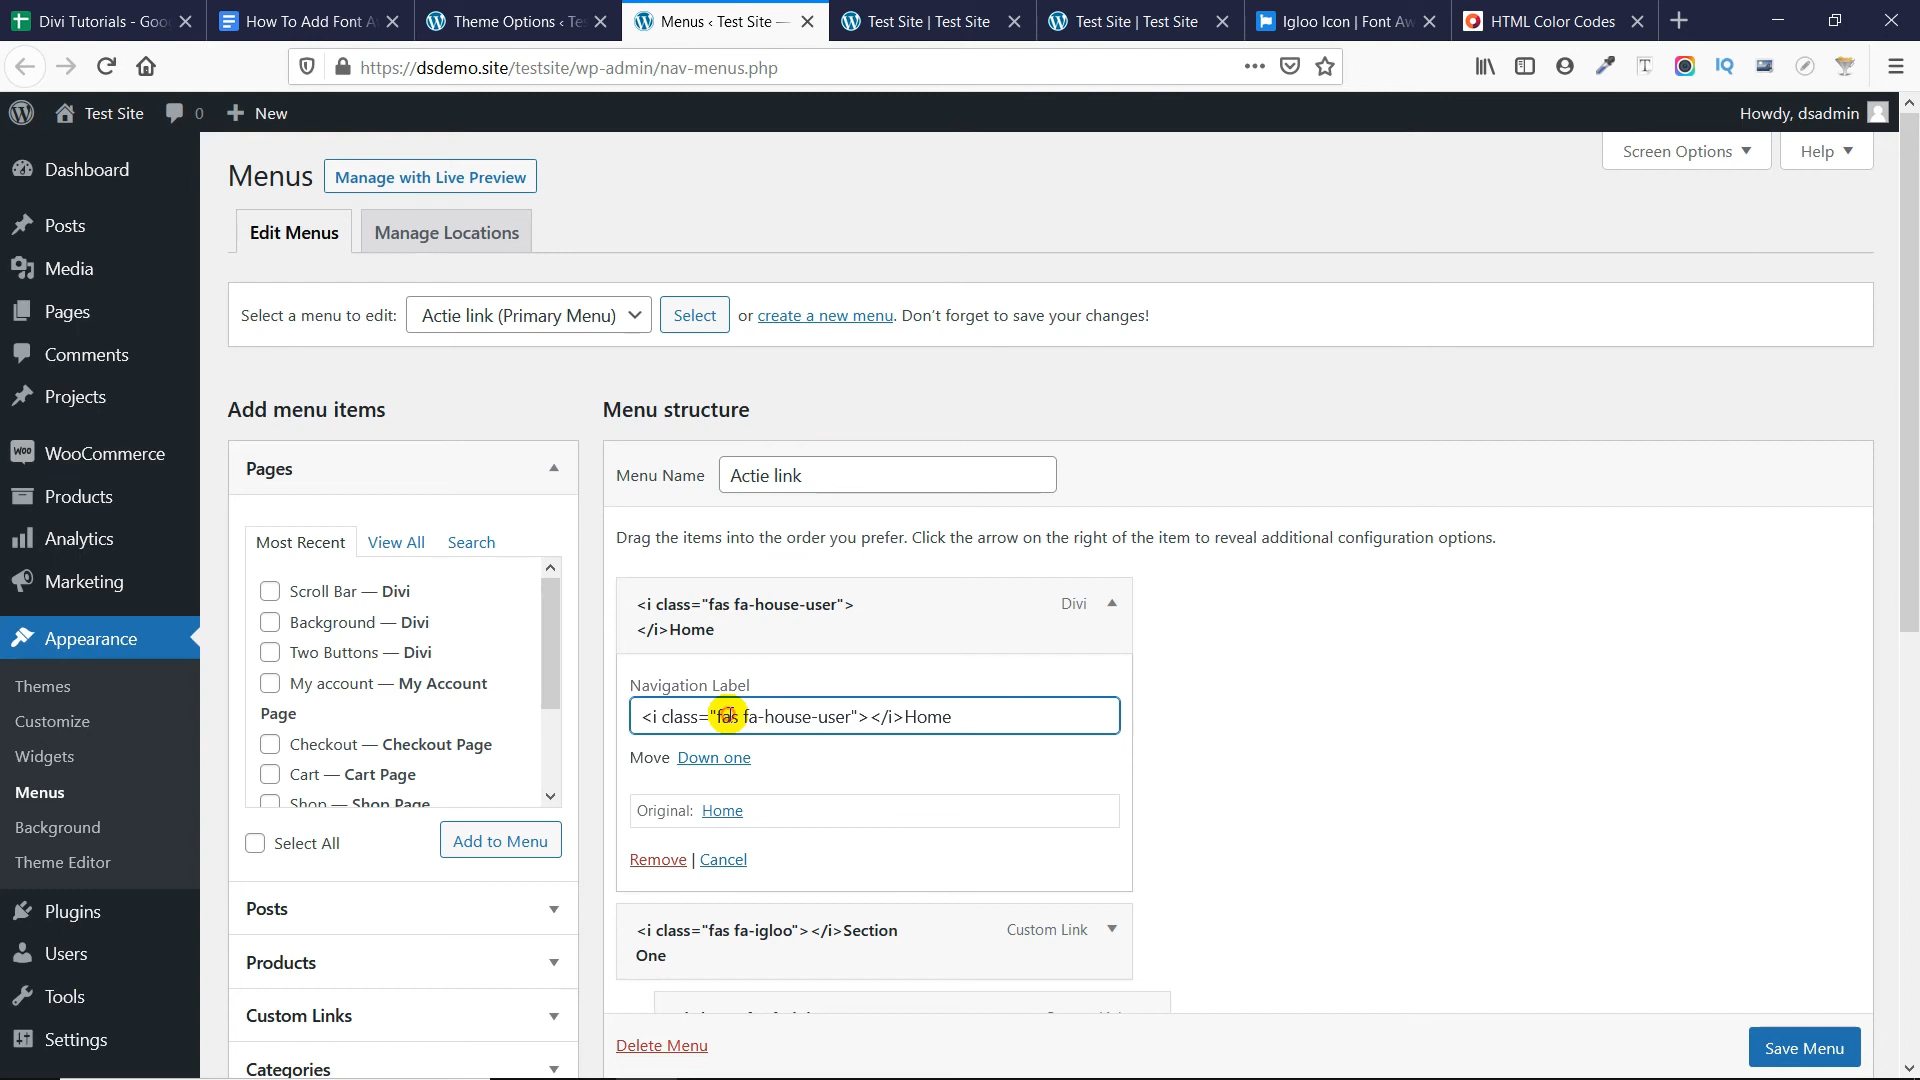 Divi Tutorials - Goo
How To Add Font A
Theme Options ‹ Tes
Menus ‹ Test Site —
Test Site | Test Site
Test Site | Test Site
Igloo Icon | Font Aw
HTML Color Codes
https://dsdemo.site/testsite/wp-admin/nav-menus.php
Test Site
0
New
Howdy, dsadmin
Screen Options
Help
Menus
Manage with Live Preview
Edit Menus
Manage Locations
Select a menu to edit: Actie link (Primary Menu) Select or create a new menu. Don't forget to save your changes!
Dashboard
Posts
Media
Pages
Comments
Projects
WooCommerce
Products
Analytics
Marketing
Appearance
Themes
Customize
Widgets
Menus
Background
Theme Editor
Plugins
Users
Tools
Settings
Add menu items
Pages
Most Recent
View All
Search
Scroll Bar — Divi
Background — Divi
Two Buttons — Divi
My account — My Account
Page
Checkout — Checkout Page
Cart — Cart Page
Shop — Shop Page
Select All
Add to Menu
Posts
Products
Custom Links
Categories
Menu structure
Menu Name Actie link
Drag the items into the order you prefer. Click the arrow on the right of the item to reveal additional configuration options.
<i class="fas fa-house-user">
</i>Home
Divi
Navigation Label
<i class="fas fa-house-user"></i>Home
Move Down one
Original: Home
Remove | Cancel
<i class="fas fa-igloo"></i>Section
One
Custom Link
Delete Menu
Save Menu